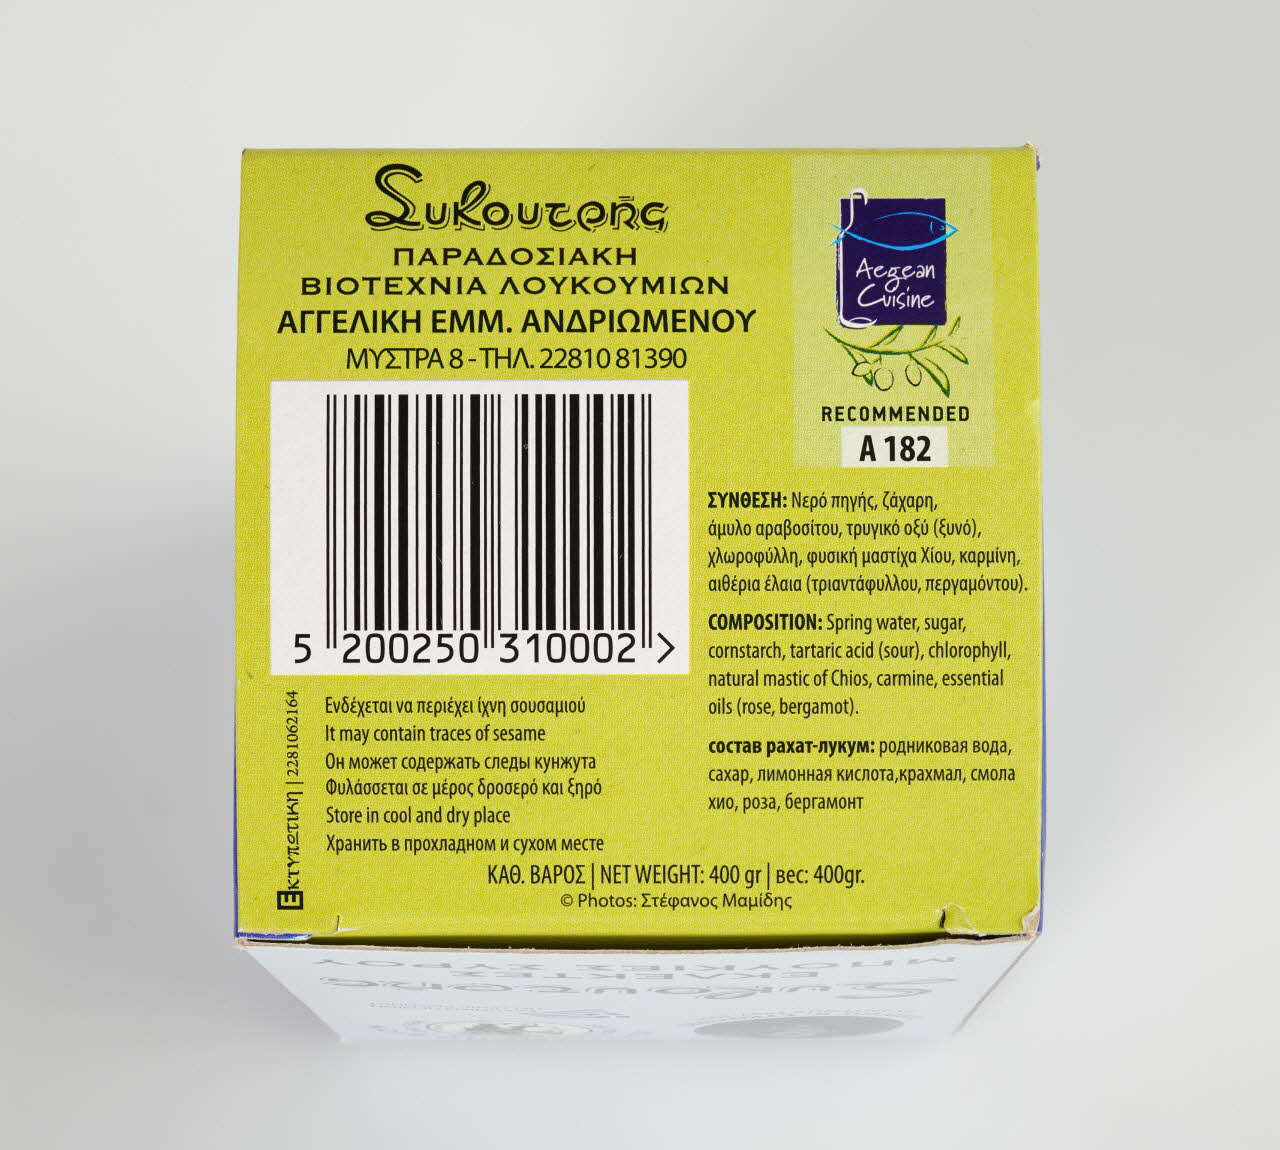 Συκουτρής
ΠΑΡΑΔΟΣΙΑΚΗ
ΒΙΟΤΕΧΝΙΑ ΛΟΥΚΟΥΜΙΩΝ
ΑΓΓΕΛΙΚΗ ΕΜΜ. ΑΝΔΡΙΩΜΕΝΟΥ
ΜΥΣΤΡΑ 8 - ΤΗΛ. 22810 81390
5 200250 310002 >
Aegean
Cuisine
RECOMMENDED
A 182
ΣΥΝΘΕΣΗ: Νερό πηγής, ζάχαρη,
άμυλο αραβοσίτου, τρυγικό οξύ (ξυνό),
χλωροφύλλη, φυσική μαστίχα Χίου, καρμίνη,
αιθέρια έλαια (τριαντάφυλλου, περγαμόντου).
COMPOSITION: Spring water, sugar,
cornstarch, tartaric acid (sour), chlorophyll,
natural mastic of Chios, carmine, essential
oils (rose, bergamot).
состав рахат-лукум: родниковая вода,
сахар, лимонная кислота,крахмал, смола
хио, роза, бергамонт
Εκτυπωτική | 2281062164
Ενδέχεται να περιέχει ίχνη σουσαμιού
It may contain traces of sesame
Он может содержать следы кунжута
Φυλάσσεται σε μέρος δροσερό και ξηρό
Store in cool and dry place
Хранить в прохладном и сухом месте
ΚΑΘ. ΒΑΡΟΣ | NET WEIGHT: 400 gr | вес: 400gr.
© Photos: Στέφανος Μαμίδης
ΜΠΟΥΚΙΕΣ ΣΥΡΟΥ
ΕΚΛΕΚΤΕΣ
Συκουτρής